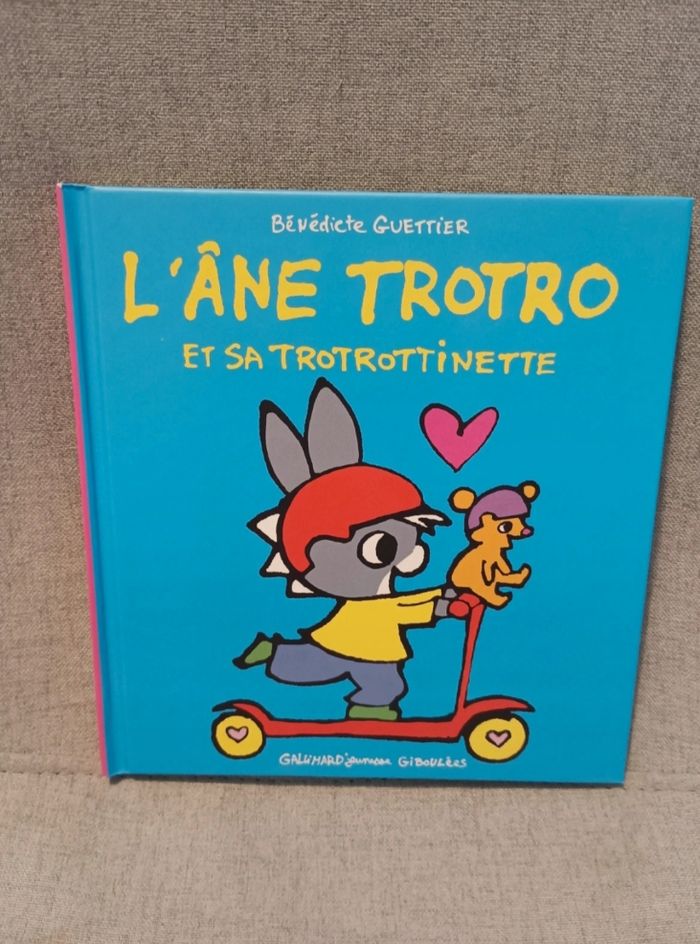 Bénédicte GUETTIER
L'ÂNE TROTRO
ET SA TROTROTTiNETTE
GALLiMARD jeunesse GiBOULÉES